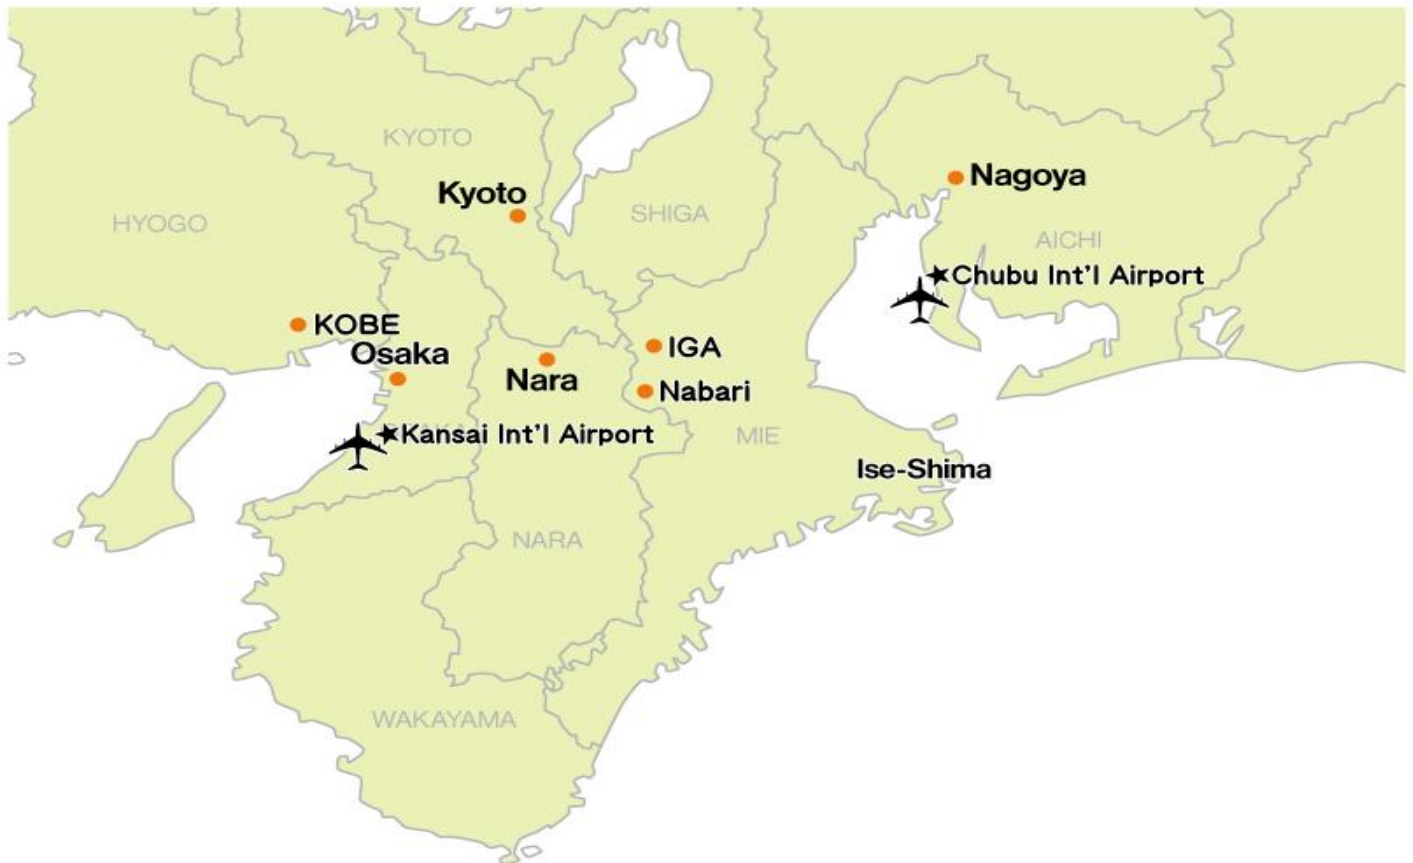 KYOTO
Nagoya
Kyoto
SHIGA
HYOGO
AICHI
Chubu Int'l Airport
KOBE
IGA
Osaka
Nara
Nabari
OSAKA
Kansai Int'l Airport
MIE
Ise-Shima
NARA
WAKAYAMA